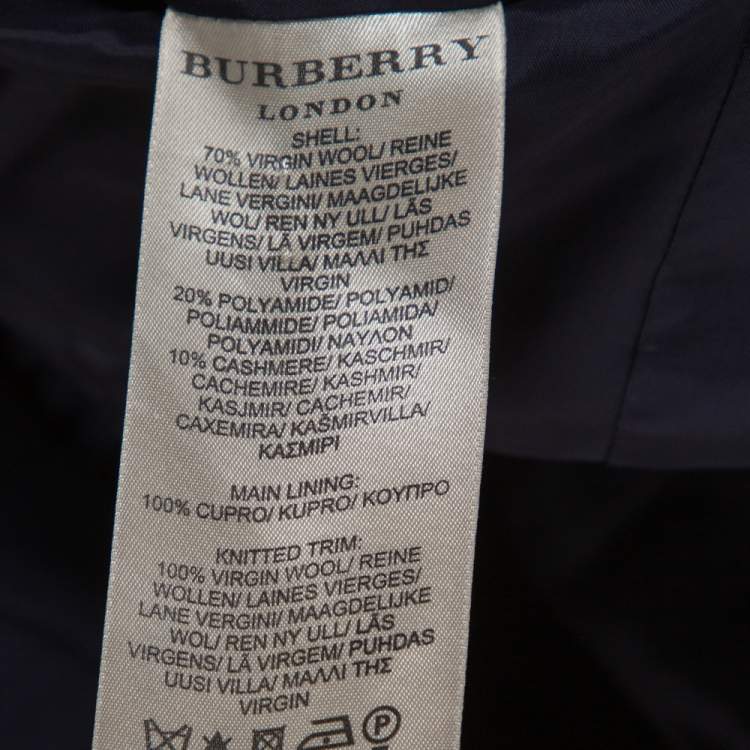 BURBERRY
LONDON
SHELL:
70% VIRGIN WOOL/ REINE
WOLLEN/ LAINES VIERGES/
LANE VERGINI/ MAAGDELIJKE
WOL/ REN NY ULL/ LÃS
VIRGENS/ LÃ VIRGEM/ PUHDAS
UUSI VILLA/ ΜΑΛΛΙ ΤΗΣ
VIRGIN
20% POLYAMIDE/ POLYAMID/
POLIAMMIDE/ POLIAMIDA/
POLYAMIDI/ ΝΑΥΛΟΝ
10% CASHMERE/ KASCHMIR/
CACHEMIRE/ KASHMIR/
KASJMIR/ CACHEMIR/
CAXEMIRA/ KAŠMIRVILLA/
ΚΑΣΜΙΡΙ
MAIN LINING:
100% CUPRO/ KUPRO/ ΚΟΥΠΡΟ
KNITTED TRIM:
100% VIRGIN WOOL/ REINE
WOLLEN/ LAINES VIERGES/
LANE VERGINI/ MAAGDELIJKE
WOL/ REN NY ULL/ LÃS
VIRGENS/ LÃ VIRGEM/ PUHDAS
UUSI VILLA/ ΜΑΛΛΙ ΤΗΣ
VIRGIN
P